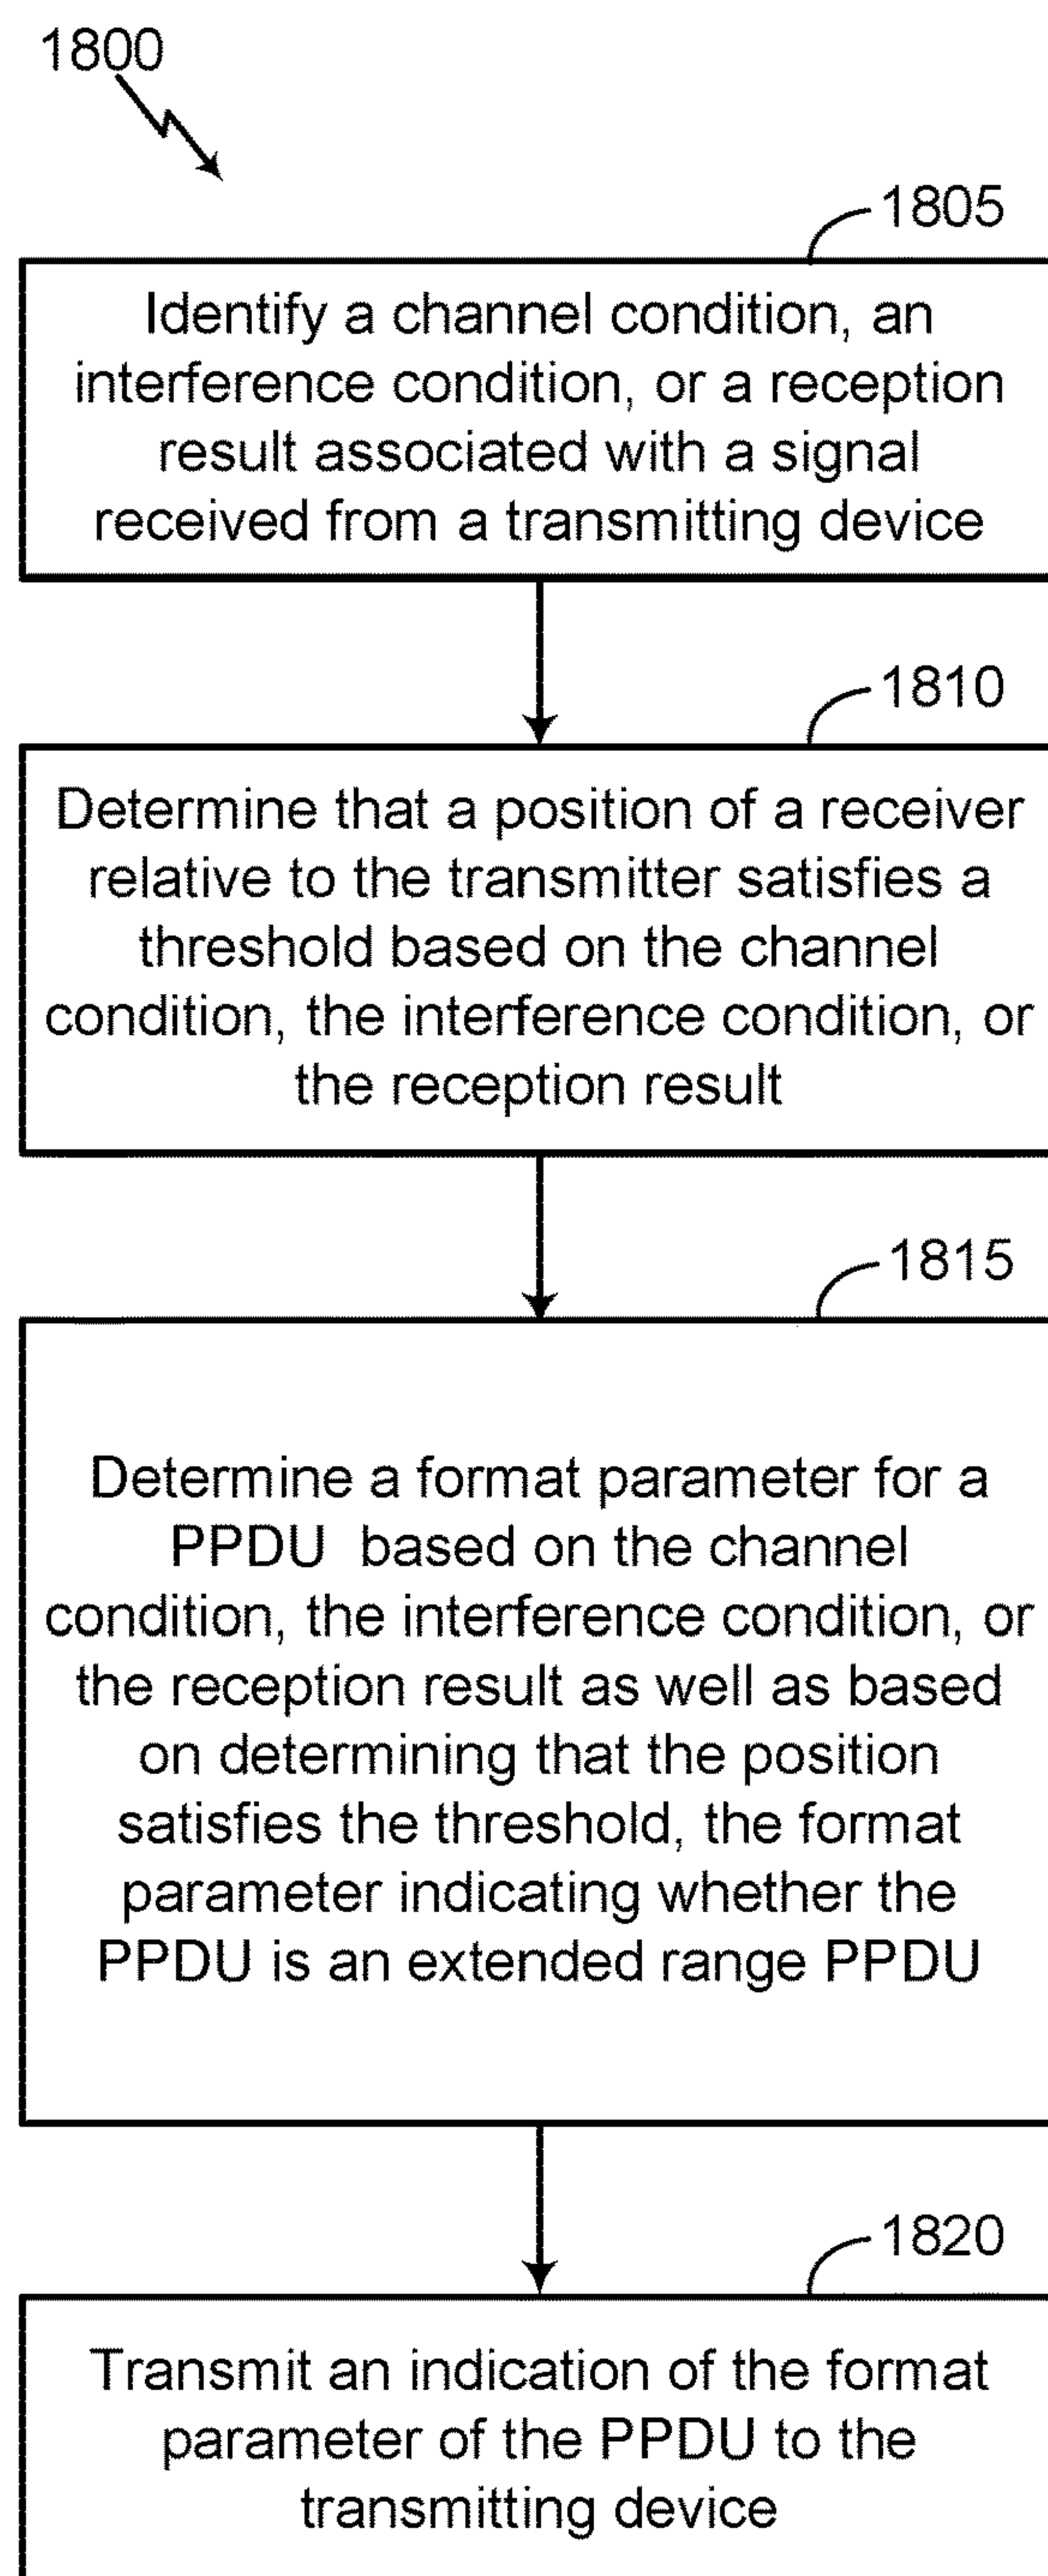 1800
1805
Identify a channel condition, an
interference condition, or a reception
result associated with a signal
received from a transmitting device
1810
Determine that a position of a receiver
relative to the transmitter satisfies a
threshold based on the channel
condition, the interference condition, or
the reception result
1815
Determine a format parameter for a
PPDU based on the channel
condition, the interference condition, or
the reception result as well as based
on determining that the position
satisfies the threshold, the format
parameter indicating whether the
PPDU is an extended range PPDU
1820
Transmit an indication of the format
parameter of the PPDU to the
transmitting device